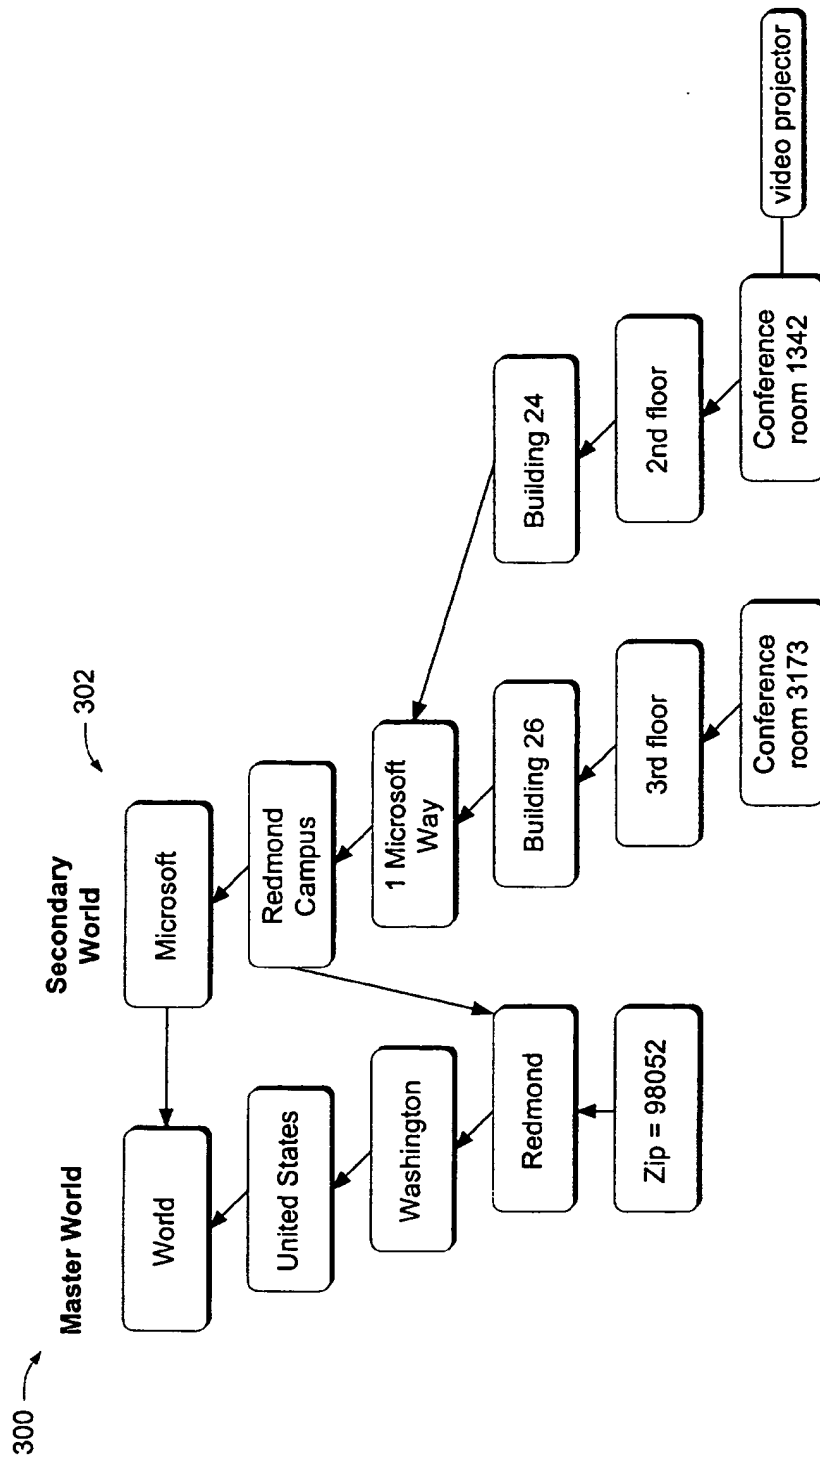 300
Master World
Secondary
World
302
World
Microsoft
United States
Redmond
Campus
Washington
1 Microsoft
Way
Redmond
Building 26
Building 24
Zip = 98052
3rd floor
2nd floor
Conference
room 3173
Conference
room 1342
video projector